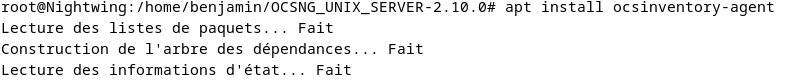 root@Nightwing:/home/benjamin/OCSNG_UNIX_SERVER-2.10.0# apt install ocsinventory-agent
Lecture des listes de paquets... Fait
Construction de l'arbre des dépendances... Fait
Lecture des informations d'état... Fait